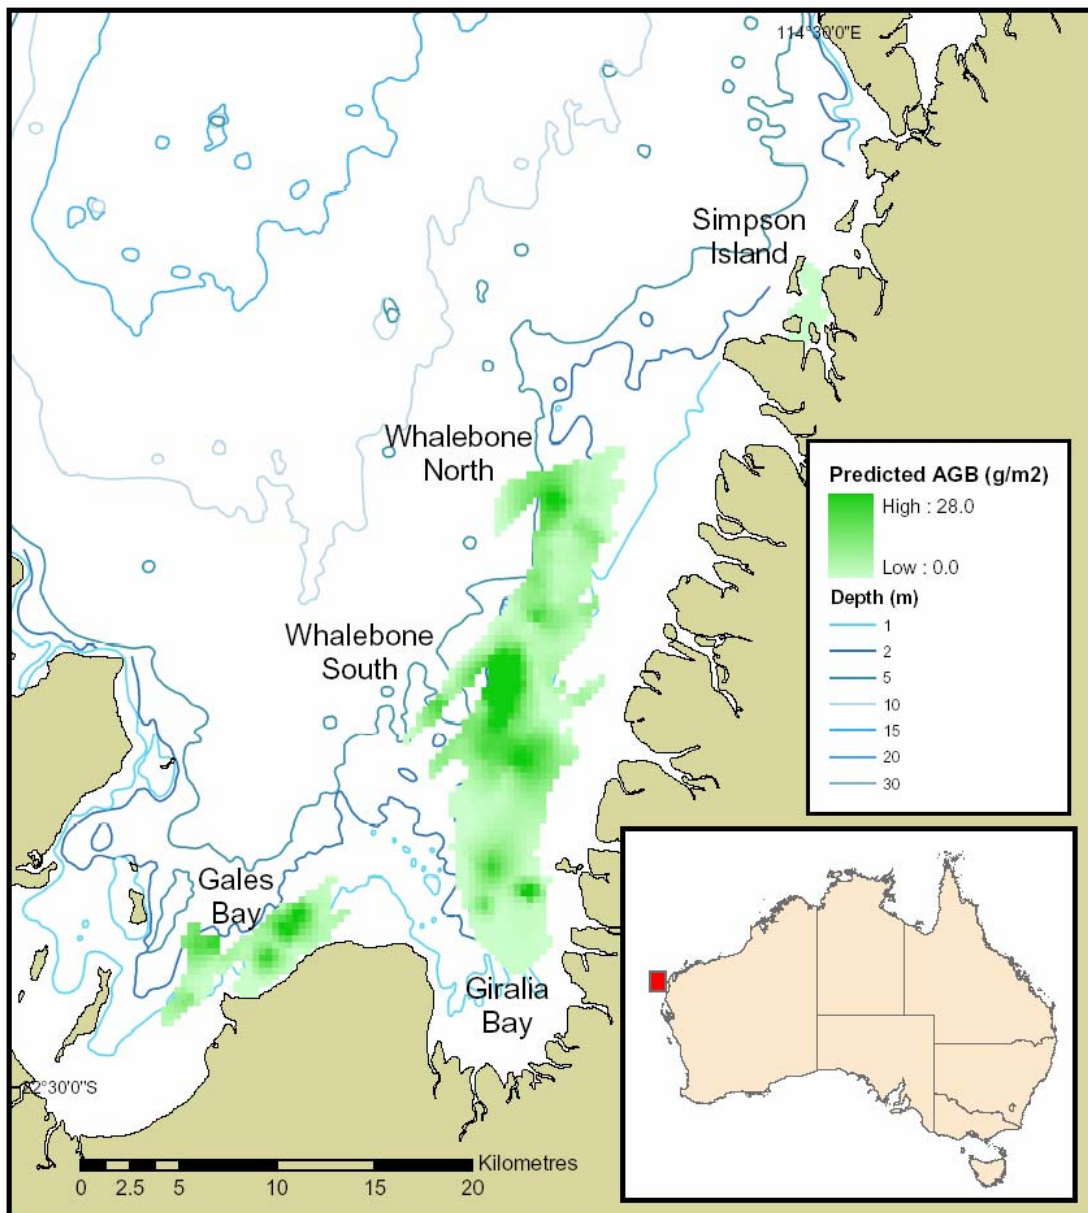 114°30'0"E
Simpson
Island
Whalebone
North
Predicted AGB (g/m2)
High : 28.0
Low : 0.0
Depth (m)
1
2
5
10
15
20
30
Whalebone
South
Gales
Bay
Giralia
Bay
22°30'0"S
Kilometres
0 2.5 5 10 15 20